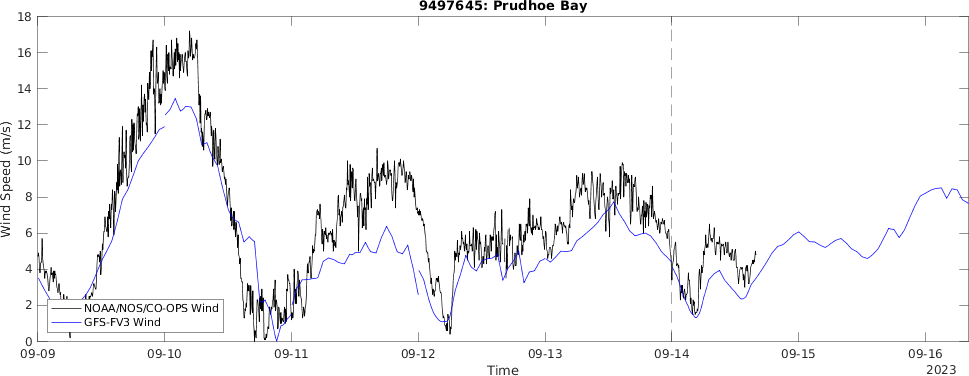 9497645: Prudhoe Bay
18
16
14
12
10
8
6
4
2
0
Wind Speed (m/s)
NOAA/NOS/CO-OPS Wind
GFS-FV3 Wind
09-09 09-10 09-11 09-12 09-13 09-14 09-15 09-16
Time
2023